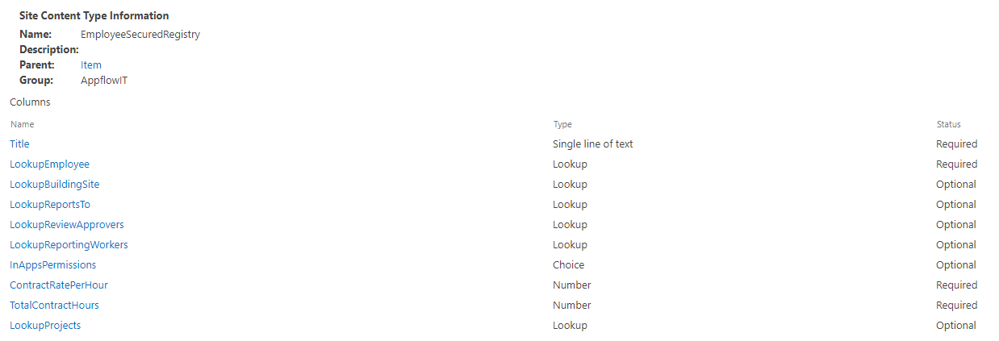 Site Content Type Information
Name: EmployeeSecuredRegistry
Description:
Parent: Item
Group: AppflowIT
Columns
Name Type Status
Title Single line of text Required
LookupEmployee Lookup Required
LookupBuildingSite Lookup Optional
LookupReportsTo Lookup Optional
LookupReviewApprovers Lookup Optional
LookupReportingWorkers Lookup Optional
InAppsPermissions Choice Optional
ContractRatePerHour Number Required
TotalContractHours Number Required
LookupProjects Lookup Optional